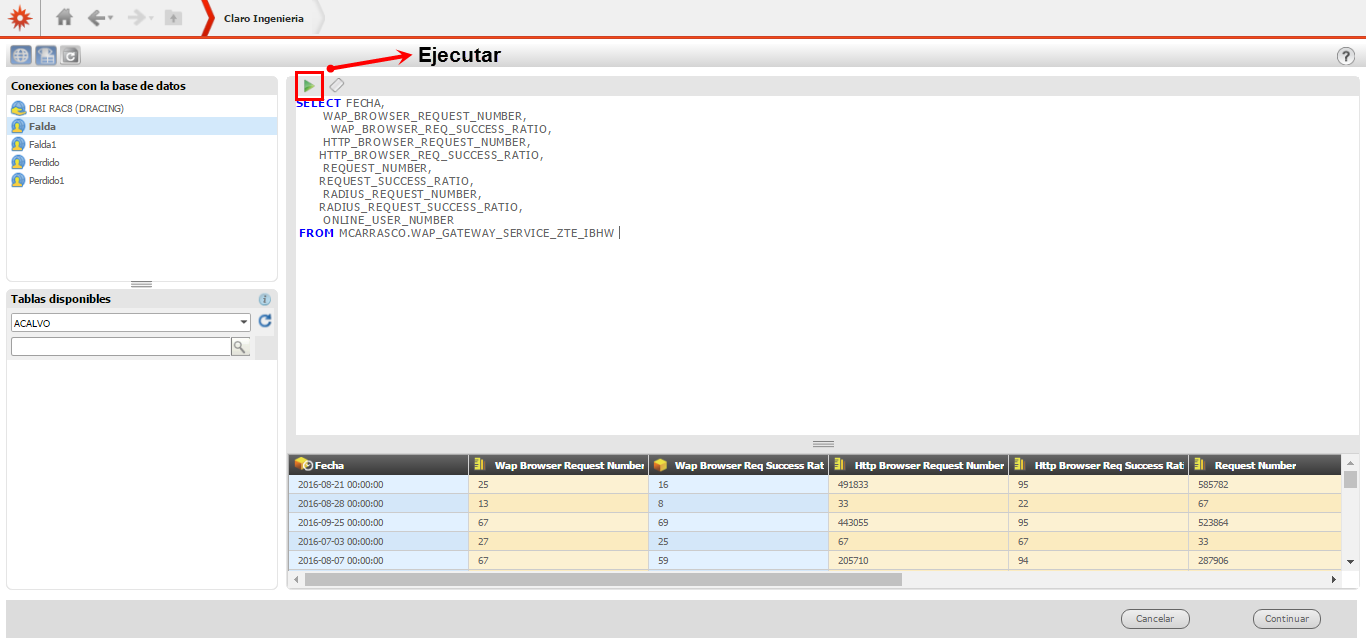 Claro Ingenieria
Ejecutar
?
Conexiones con la base de datos
DBI RAC8 (DRACING)
Falda
Falda1
Perdido
Perdido1
Tablas disponibles
ACALVO
SELECT FECHA,
WAP_BROWSER_REQUEST_NUMBER,
WAP_BROWSER_REQ_SUCCESS_RATIO,
HTTP_BROWSER_REQUEST_NUMBER,
HTTP_BROWSER_REQ_SUCCESS_RATIO,
REQUEST_NUMBER,
REQUEST_SUCCESS_RATIO,
RADIUS_REQUEST_NUMBER,
RADIUS_REQUEST_SUCCESS_RATIO,
ONLINE_USER_NUMBER
FROM MCARRASCO.WAP_GATEWAY_SERVICE_ZTE_IBHW
Fecha Wap Browser Request Number Wap Browser Req Success Rat Http Browser Request Number Http Browser Req Success Rati Request Number
2016-08-21 00:00:00 25 16 491833 95 585782
2016-08-28 00:00:00 13 8 33 22 67
2016-09-25 00:00:00 67 69 443055 95 523864
2016-07-03 00:00:00 27 25 67 67 33
2016-08-07 00:00:00 67 59 205710 94 287906
Cancelar Continuar